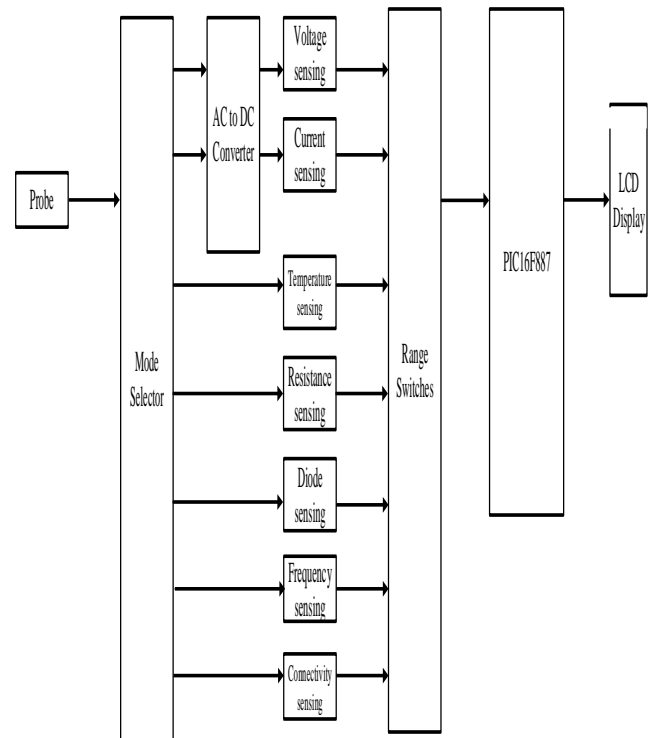 Probe
Mode
Selector
AC to DC
Converter
Voltage
sensing
Current
sensing
Temperature
sensing
Resistance
sensing
Diode
sensing
Frequency
sensing
Connectivity
sensing
Range
Switches
PIC16F887
LCD
Display